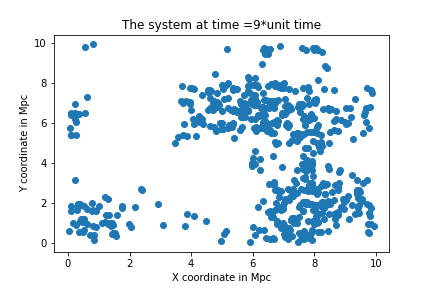 The system at time =9*unit time
Y coordinate in Mpc
10
8
6
4
2
0
0 2 4 6 8 10
X coordinate in Mpc